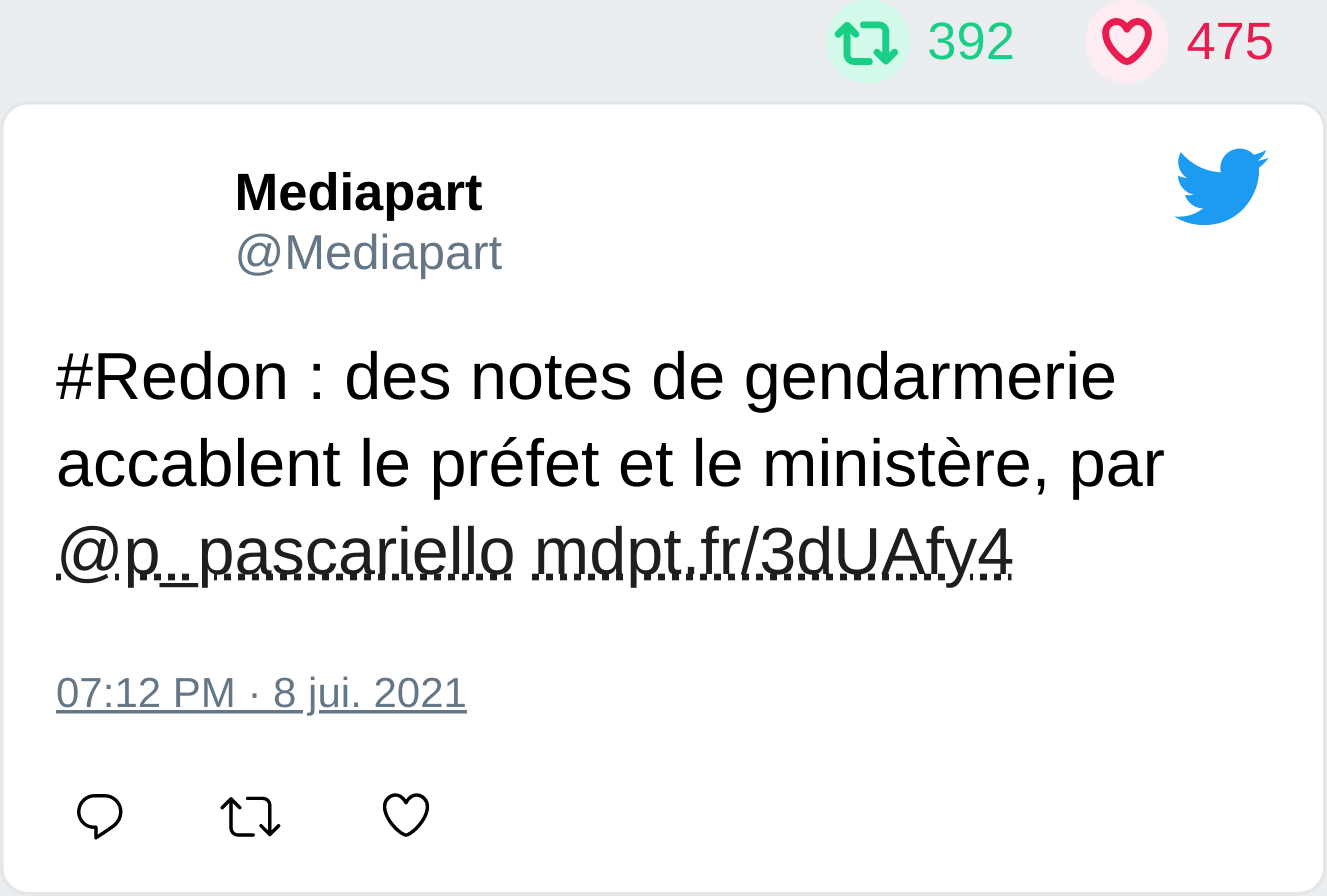 392 475
Mediapart
@Mediapart
#Redon : des notes de gendarmerie
accablent le préfet et le ministère, par
@p_pascariello mdpt.fr/3dUAfy4
07:12 PM · 8 jui. 2021